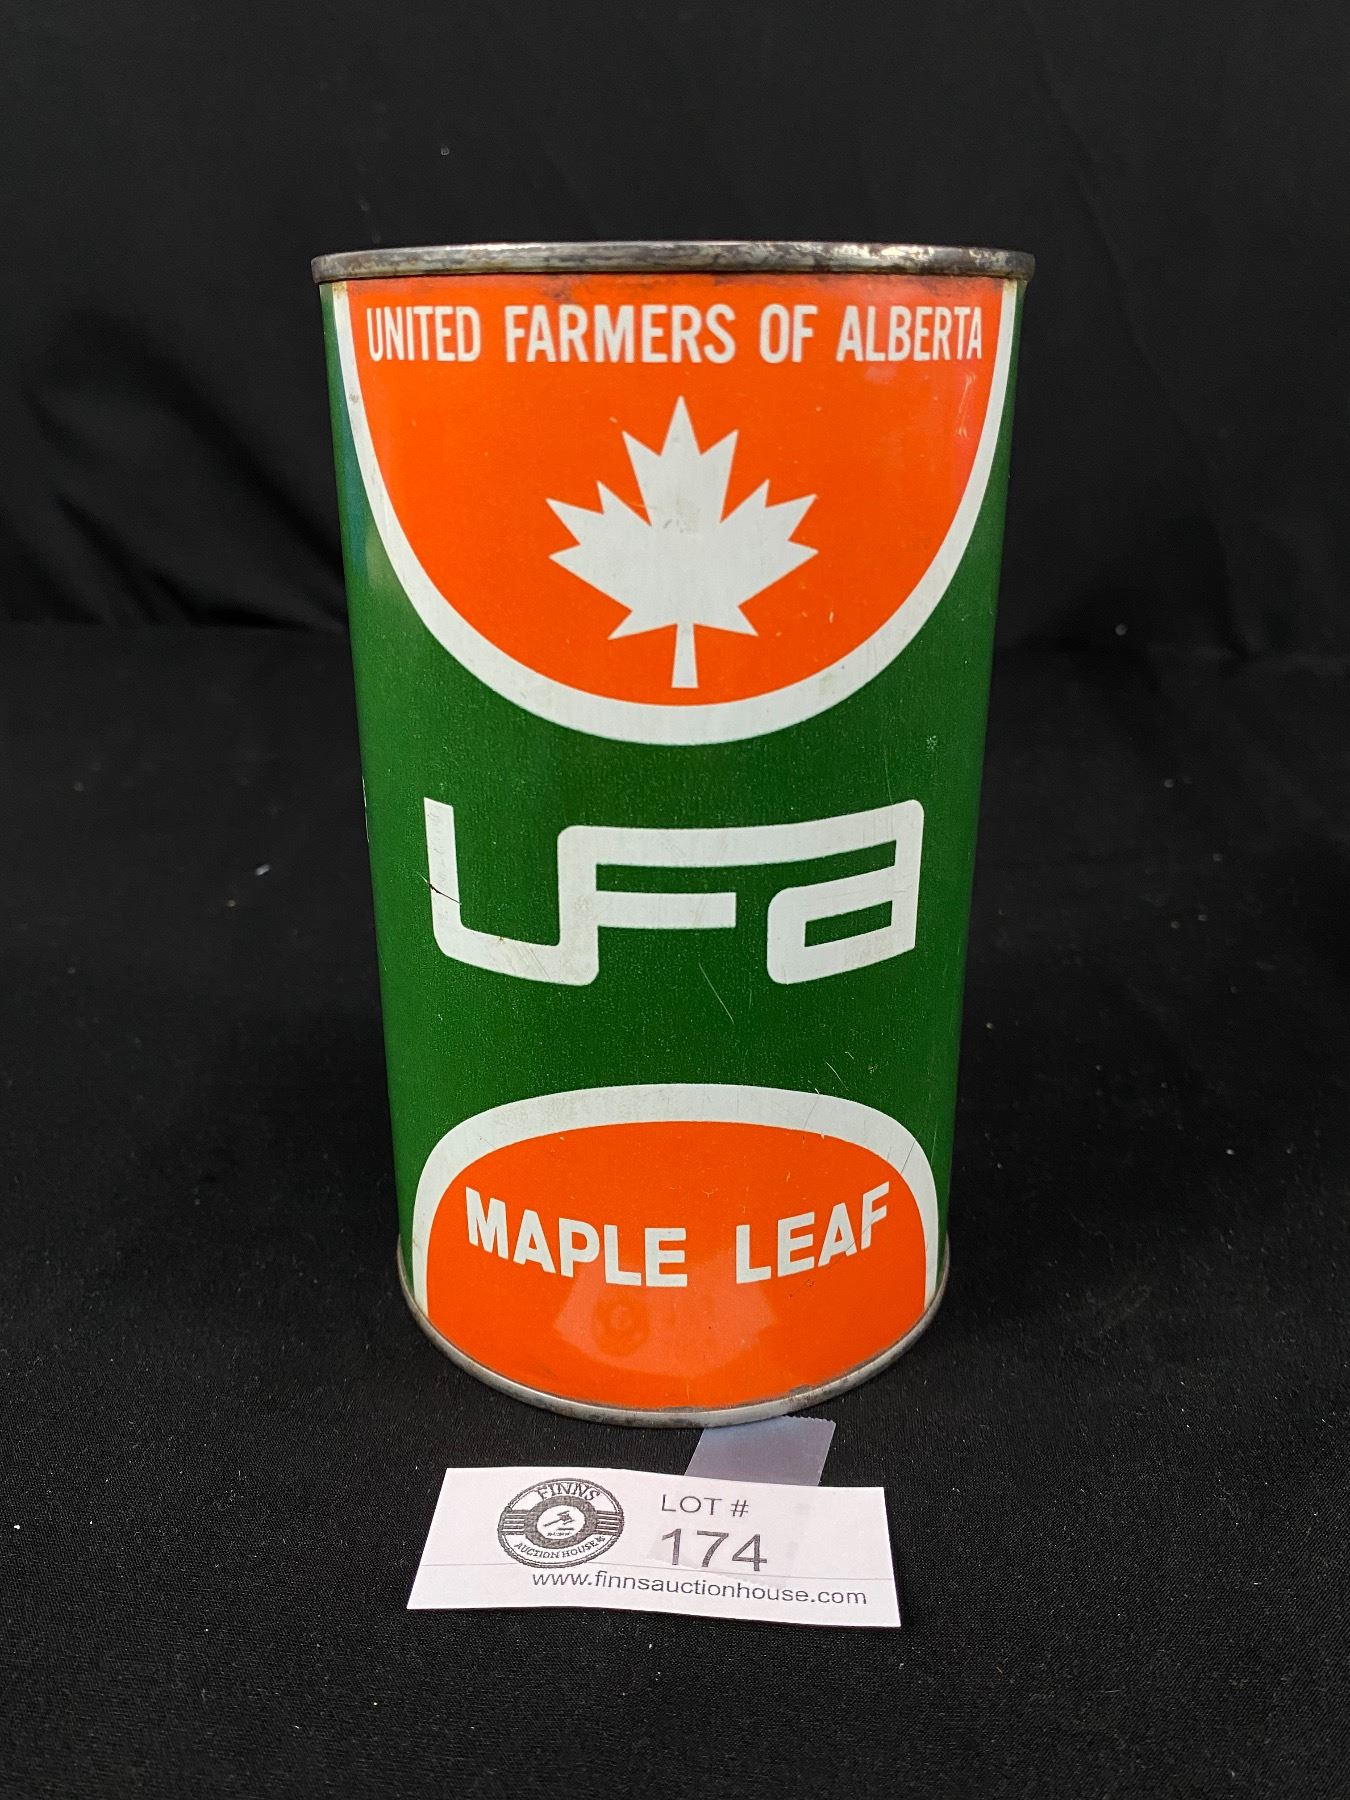 UNITED FARMERS OF ALBERTA
UFA
MAPLE LEAF
FINNS
AUCTION HOUSE
LOT #
174
www.finnsauctionhouse.com